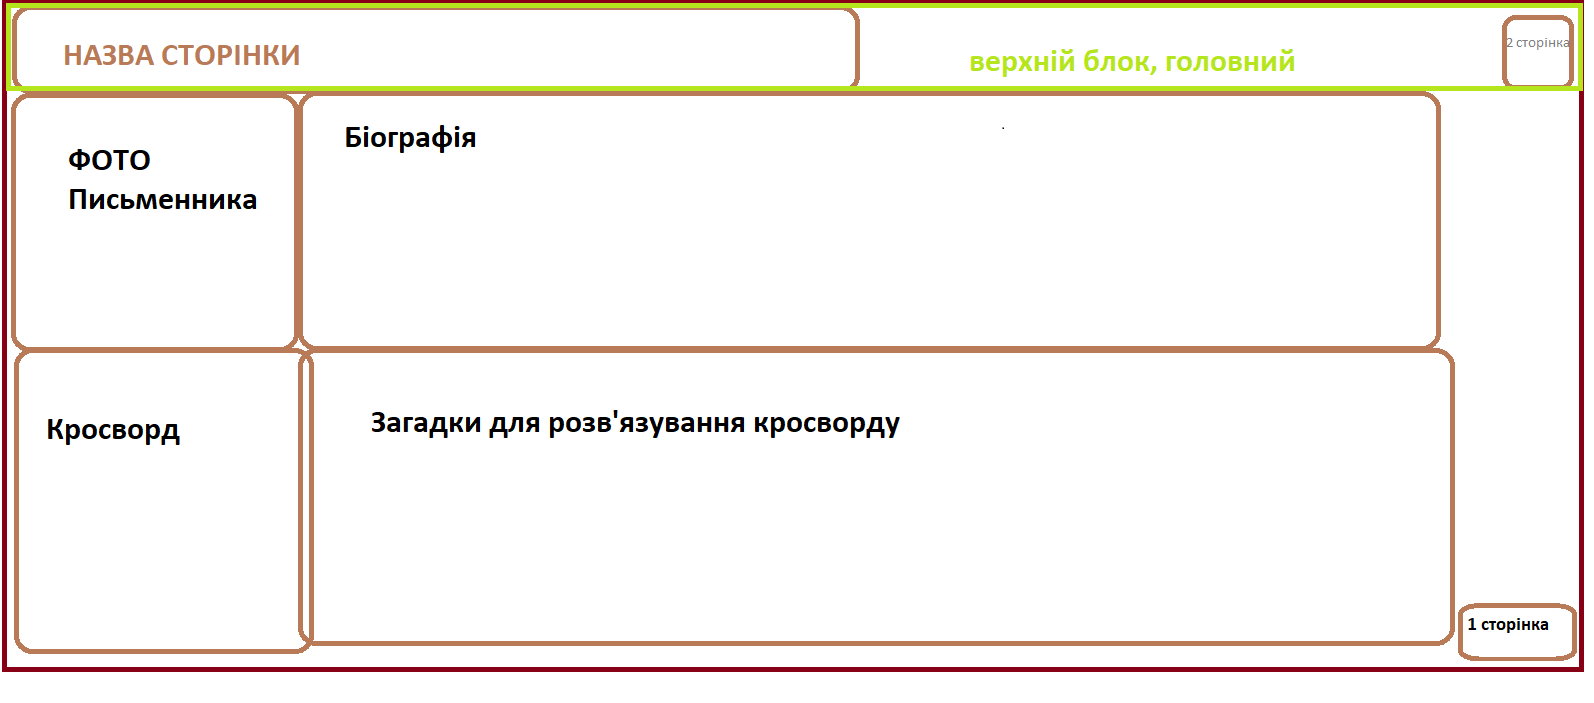 НАЗВА СТОРІНКИ
верхній блок, головний
2 сторінка
ФОТО
Письменника
Біографія
Кросворд
Загадки для розв'язування кросворду
1 сторінка